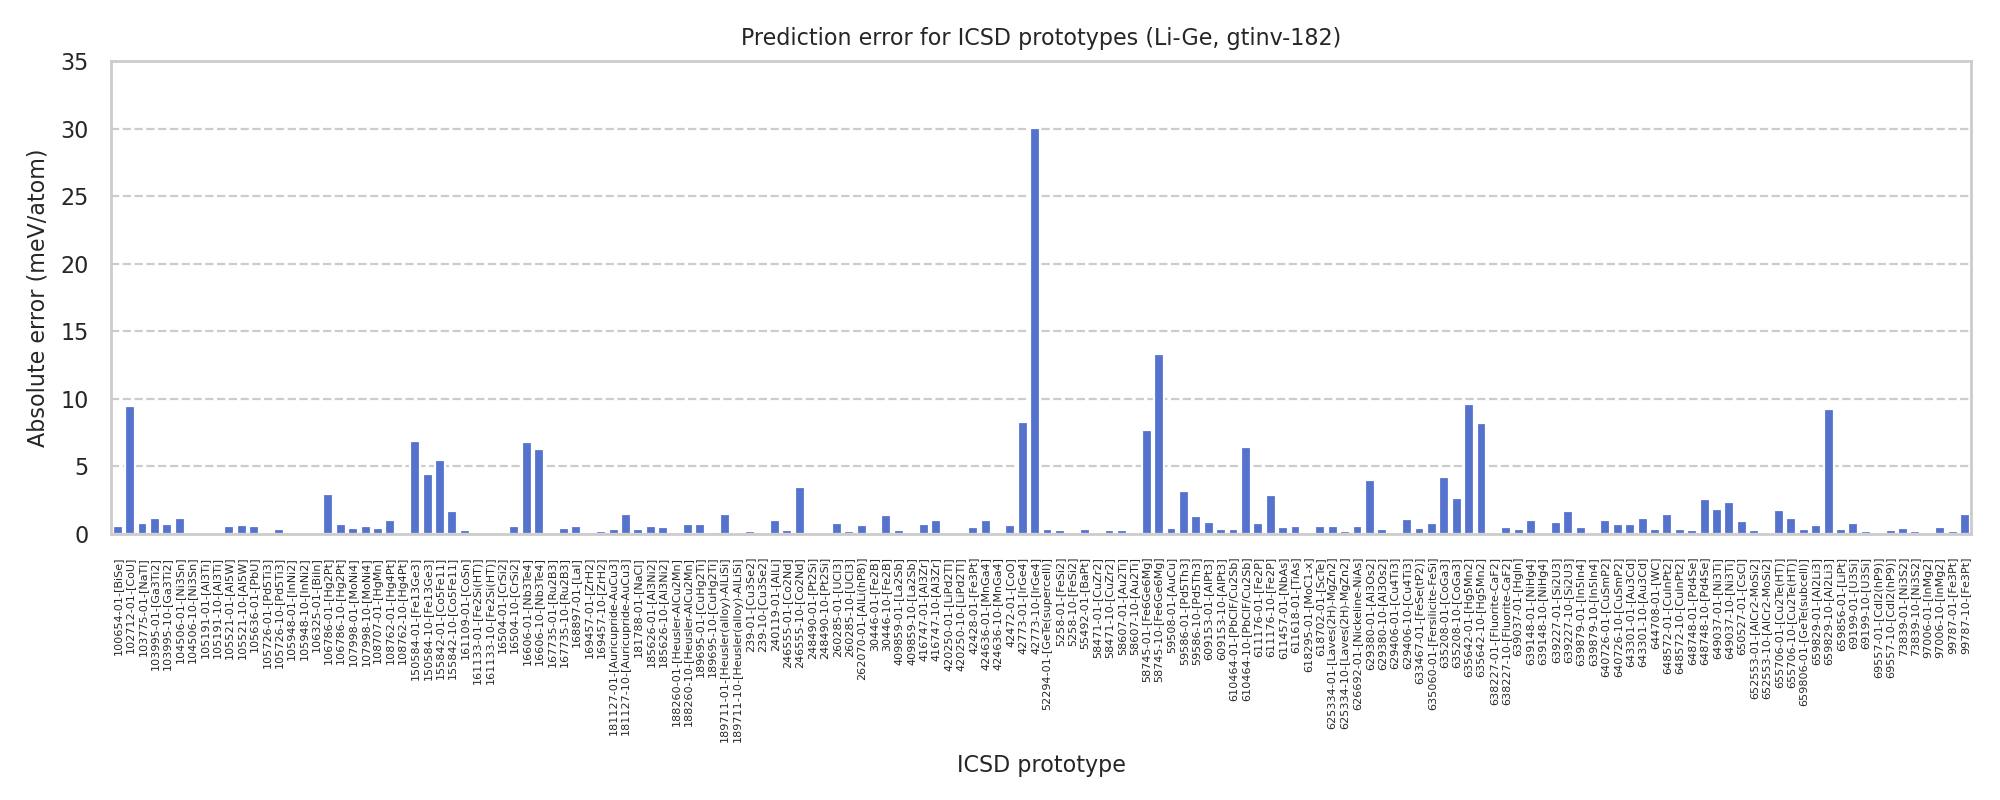 Prediction error for ICSD prototypes (Li-Ge, gtinv-182)
Absolute error (meV/atom)
35
30
25
20
15
10
5
0
100654-01-[BiSe]
102712-01-[CoU]
103775-01-[NaTl]
103995-01-[Ga3Ti2]
103995-10-[Ga3Ti2]
104506-01-[Ni3Sn]
104506-10-[Ni3Sn]
105191-01-[Al3Ti]
105191-10-[Al3Ti]
105521-01-[Al5W]
105521-10-[Al5W]
105636-01-[PbU]
105726-01-[Pd5Ti3]
105726-10-[Pd5Ti3]
105948-01-[InNi2]
105948-10-[InNi2]
106325-01-[BiIn]
106786-01-[Hg2Pt]
106786-10-[Hg2Pt]
107998-01-[MoNi4]
107998-10-[MoNi4]
108707-01-[HgMn]
108762-01-[Hg4Pt]
108762-10-[Hg4Pt]
150584-01-[Fe13Ge3]
150584-10-[Fe13Ge3]
155842-01-[Co5Fe11]
155842-10-[Co5Fe11]
161109-01-[CoSn]
161133-01-[Fe2Si(HT)]
161133-10-[Fe2Si(HT)]
16504-01-[CrSi2]
16504-10-[CrSi2]
16606-01-[Nb3Te4]
16606-10-[Nb3Te4]
167735-01-[Ru2B3]
167735-10-[Ru2B3]
168897-01-[LaI]
169457-01-[ZrH2]
169457-10-[ZrH2]
181127-01-[Auricupride-AuCu3]
181127-10-[Auricupride-AuCu3]
181788-01-[NaCl]
185626-01-[Al3Ni2]
185626-10-[Al3Ni2]
188260-01-[Heusler-AlCu2Mn]
188260-10-[Heusler-AlCu2Mn]
189695-01-[CuHg2Ti]
189695-10-[CuHg2Ti]
189711-01-[Heusler(alloy)-AlLiSi]
189711-10-[Heusler(alloy)-AlLiSi]
239-01-[Cu3Se2]
239-10-[Cu3Se2]
240119-01-[AlLi]
246555-01-[Co2Nd]
246555-10-[Co2Nd]
248490-01-[Pt2Si]
248490-10-[Pt2Si]
260285-01-[UCl3]
260285-10-[UCl3]
262070-01-[AlLi(hP8)]
30446-01-[Fe2B]
30446-10-[Fe2B]
409859-01-[La2Sb]
409859-10-[La2Sb]
416747-01-[Al3Zr]
416747-10-[Al3Zr]
420250-01-[LiPd2Tl]
420250-10-[LiPd2Tl]
42428-01-[Fe3Pt]
424636-01-[MnGa4]
424636-10-[MnGa4]
42472-01-[CoO]
42773-01-[IrGe4]
42773-10-[IrGe4]
52294-01-[GeTe(supercell)]
5258-01-[FeSi2]
5258-10-[FeSi2]
55492-01-[BaPt]
58471-01-[CuZr2]
58471-10-[CuZr2]
58607-01-[Au2Ti]
58607-10-[Au2Ti]
58745-01-[Fe6Ge6Mg]
58745-10-[Fe6Ge6Mg]
59508-01-[AuCu]
59586-01-[Pd5Th3]
59586-10-[Pd5Th3]
609153-01-[AlPt3]
609153-10-[AlPt3]
610464-01-[PbClF/Cu2Sb]
610464-10-[PbClF/Cu2Sb]
611176-01-[Fe2P]
611176-10-[Fe2P]
611457-01-[NbAs]
611618-01-[TiAs]
618295-01-[MoC1-x]
618702-01-[ScTe]
625334-01-[Laves(2H)-MgZn2]
625334-10-[Laves(2H)-MgZn2]
626692-01-[Nickeline-NiAs]
629380-01-[Al3Os2]
629380-10-[Al3Os2]
629406-01-[Cu4Ti3]
629406-10-[Cu4Ti3]
633467-01-[FeSe(tP2)]
635060-01-[Fersilicite-FeSi]
635208-01-[CoGa3]
635208-10-[CoGa3]
635642-01-[Hg5Mn2]
635642-10-[Hg5Mn2]
638227-01-[Fluorite-CaF2]
638227-10-[Fluorite-CaF2]
639037-01-[HgIn]
639148-01-[NiHg4]
639148-10-[NiHg4]
639227-01-[Si2U3]
639227-10-[Si2U3]
639879-01-[In5In4]
639879-10-[In5In4]
640726-01-[CuSmP2]
640726-10-[CuSmP2]
643301-01-[Au3Cd]
643301-10-[Au3Cd]
644708-01-[WC]
648572-01-[CuInPt2]
648572-10-[CuInPt2]
648748-01-[Pd4Se]
648748-10-[Pd4Se]
649037-01-[Ni3Ti]
649037-10-[Ni3Ti]
650527-01-[CsCl]
652553-01-[AlCr2-MoSi2]
652553-10-[AlCr2-MoSi2]
655706-01-[Cu2Te(HT)]
655706-10-[Cu2Te(HT)]
659806-01-[GeTe(subcell)]
659829-01-[Al2Li3]
659829-10-[Al2Li3]
659856-01-[LiPt]
69199-01-[U3Si]
69199-10-[U3Si]
69557-01-[CdI2(hP9)]
69557-10-[CdI2(hP9)]
73839-01-[Ni3S2]
73839-10-[Ni3S2]
97006-01-[InMg2]
97006-10-[InMg2]
99787-01-[Fe3Pt]
99787-10-[Fe3Pt]
ICSD prototype